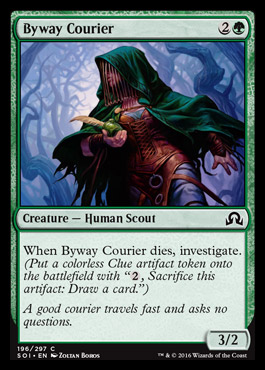 Byway Courier 2
Creature — Human Scout
When Byway Courier dies, investigate.
(Put a colorless Clue artifact token onto
the battlefield with “2, Sacrifice this
artifact: Draw a card.”)
A good courier travels fast and asks no
questions.
3/2
196/297 C
SOI • EN Zoltan Boros
™ & © 2016 Wizards of the Coast